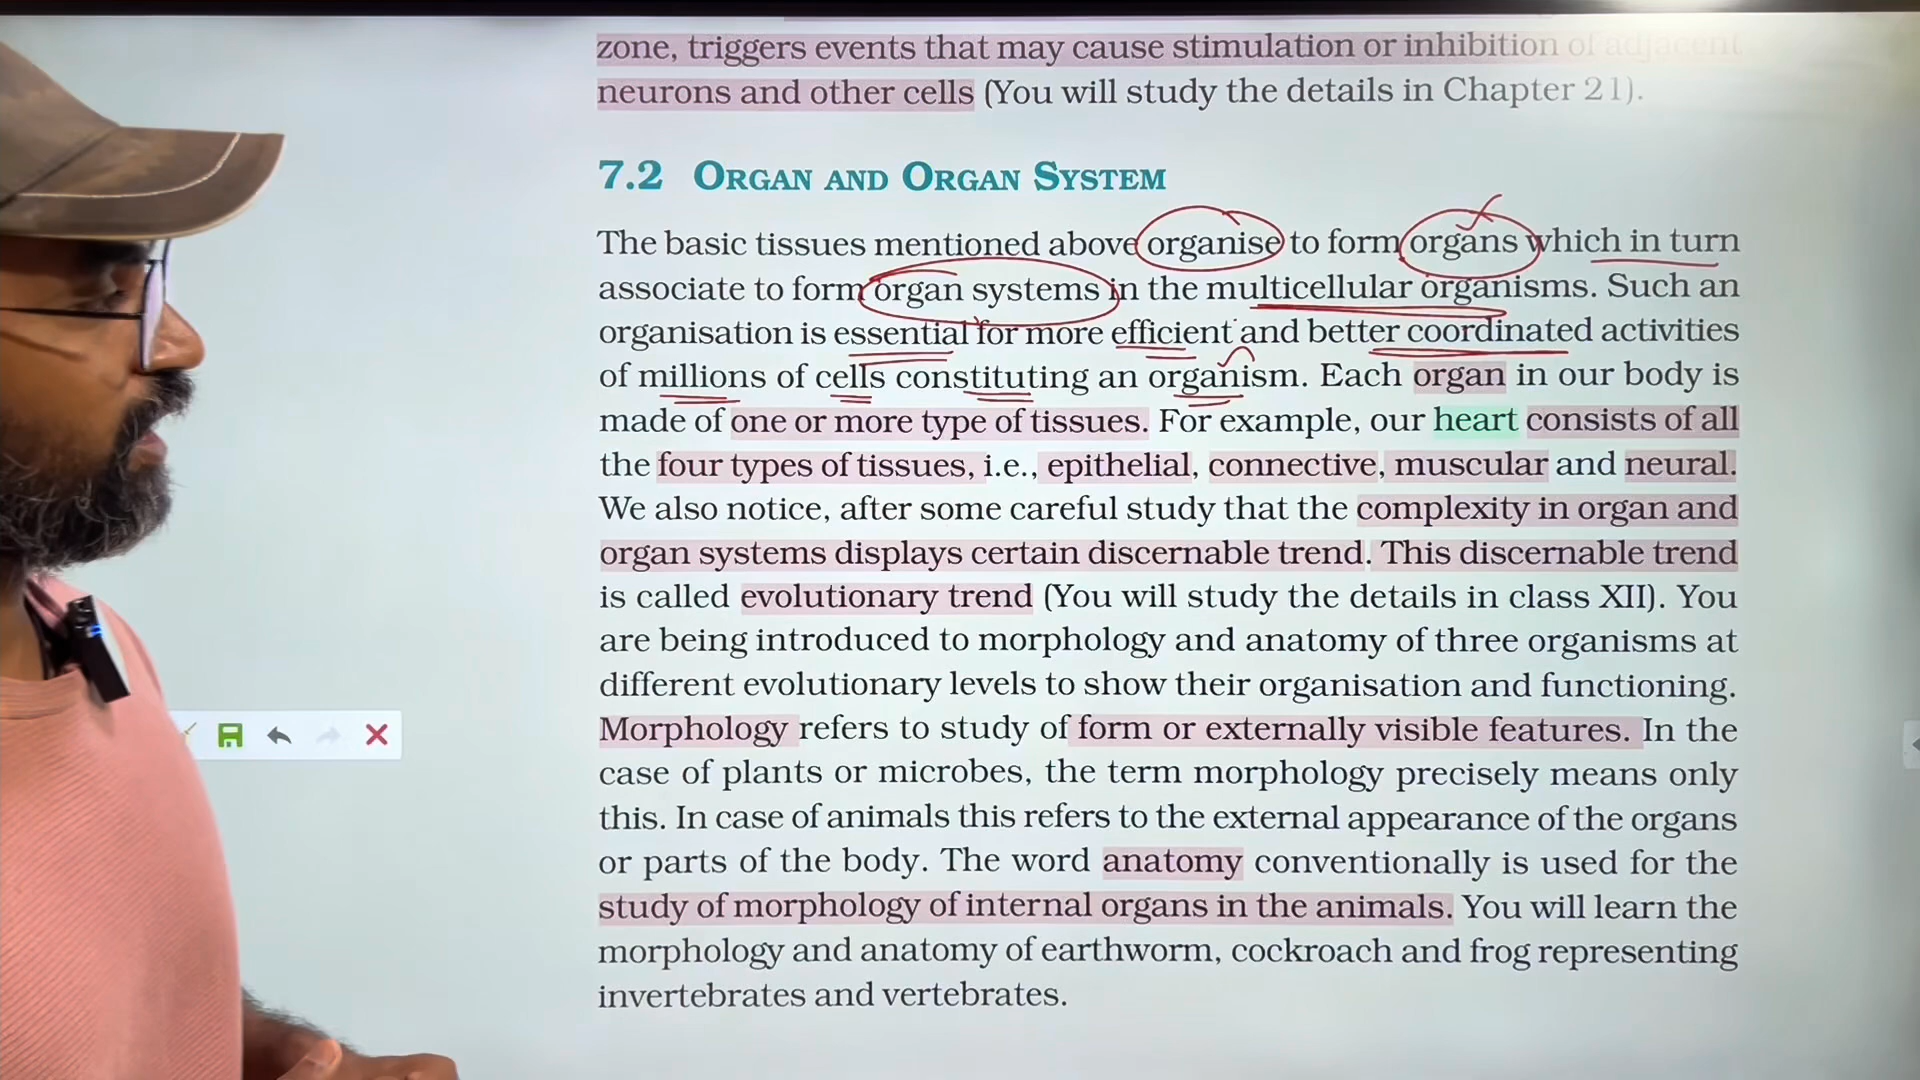 zone, triggers events that may cause stimulation or inhibition of adjacent
neurons and other cells (You will study the details in Chapter 21).
7.2 ORGAN AND ORGAN SYSTEM
The basic tissues mentioned above organise to form organs which in turn
associate to form organ systems in the multicellular organisms. Such an
organisation is essential for more efficient and better coordinated activities
of millions of cells constituting an organism. Each organ in our body is
made of one or more type of tissues. For example, our heart consists of all
the four types of tissues, i.e., epithelial, connective, muscular and neural.
We also notice, after some careful study that the complexity in organ and
organ systems displays certain discernable trend. This discernable trend
is called evolutionary trend (You will study the details in class XII). You
are being introduced to morphology and anatomy of three organisms at
different evolutionary levels to show their organisation and functioning.
Morphology refers to study of form or externally visible features. In the
case of plants or microbes, the term morphology precisely means only
this. In case of animals this refers to the external appearance of the organs
or parts of the body. The word anatomy conventionally is used for the
study of morphology of internal organs in the animals. You will learn the
morphology and anatomy of earthworm, cockroach and frog representing
invertebrates and vertebrates.